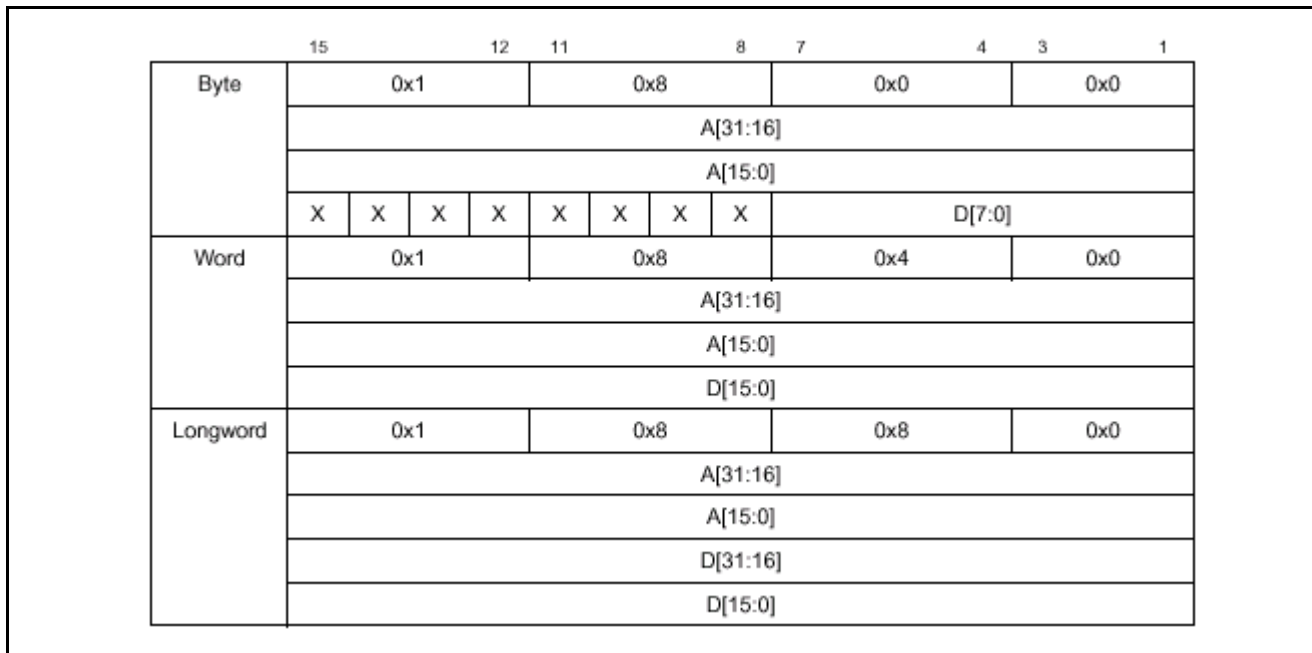 15 12 11 8 7 4 3 1
Byte 0x1 0x8 0x0 0x0
A[31:16]
A[15:0]
X X X X X X X X D[7:0]
Word 0x1 0x8 0x4 0x0
A[31:16]
A[15:0]
D[15:0]
Longword 0x1 0x8 0x8 0x0
A[31:16]
A[15:0]
D[31:16]
D[15:0]